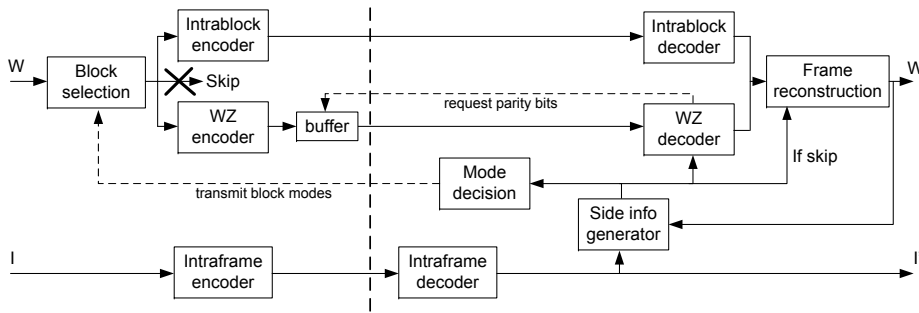 Intrablock
encoder
Intrablock
decoder
W
Block
selection
Skip
Frame
reconstruction
W'
WZ
encoder
buffer
request parity bits
WZ
decoder
If skip
Mode
decision
transmit block modes
Side info
generator
I
Intraframe
encoder
Intraframe
decoder
I'